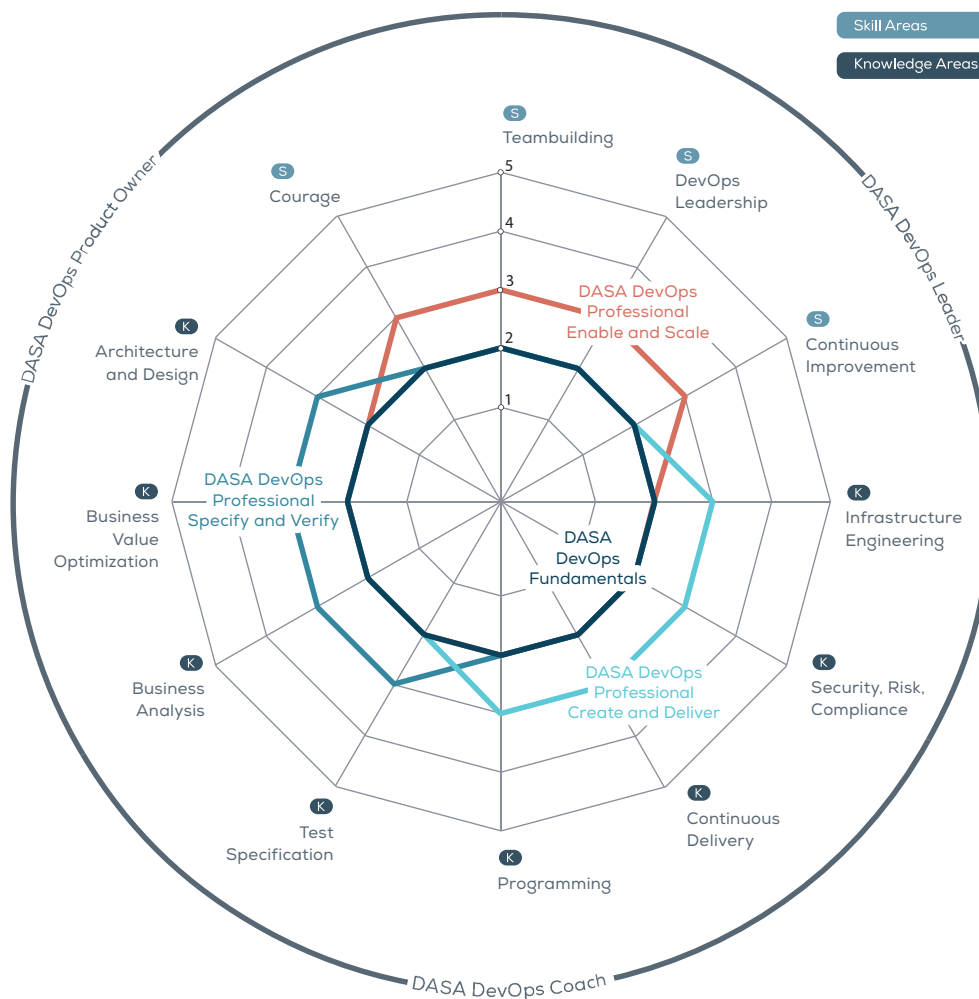 Skill Areas
Knowledge Areas
S
Teambuilding
S
DevOps
Leadership
S
Courage
5
4
3
2
1
DASA DevOps Product Owner
DASA DevOps Leader
DASA DevOps
Professional
Enable and Scale
K
Architecture
and Design
S
Continuous
Improvement
DASA DevOps
Professional
Specify and Verify
K
Business
Value
Optimization
K
Infrastructure
Engineering
DASA
DevOps
Fundamentals
K
Business
Analysis
K
Security, Risk,
Compliance
DASA DevOps
Professional
Create and Deliver
K
Test
Specification
K
Continuous
Delivery
K
Programming
DASA DevOps Coach